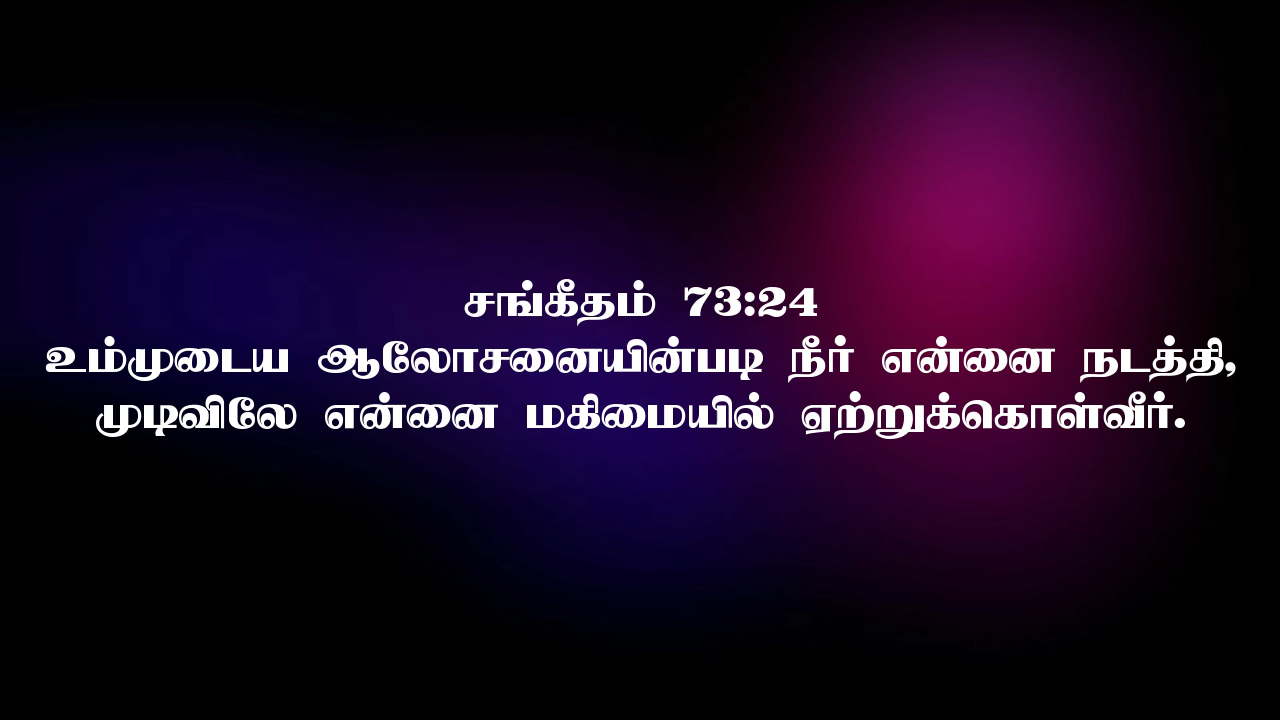 சங்கீதம் 73:24
உம்முடைய ஆலோசனையின்படி நீர் என்னை நடத்தி,
முடிவிலே என்னை மகிமையில் ஏற்றுக்கொள்வீர்.